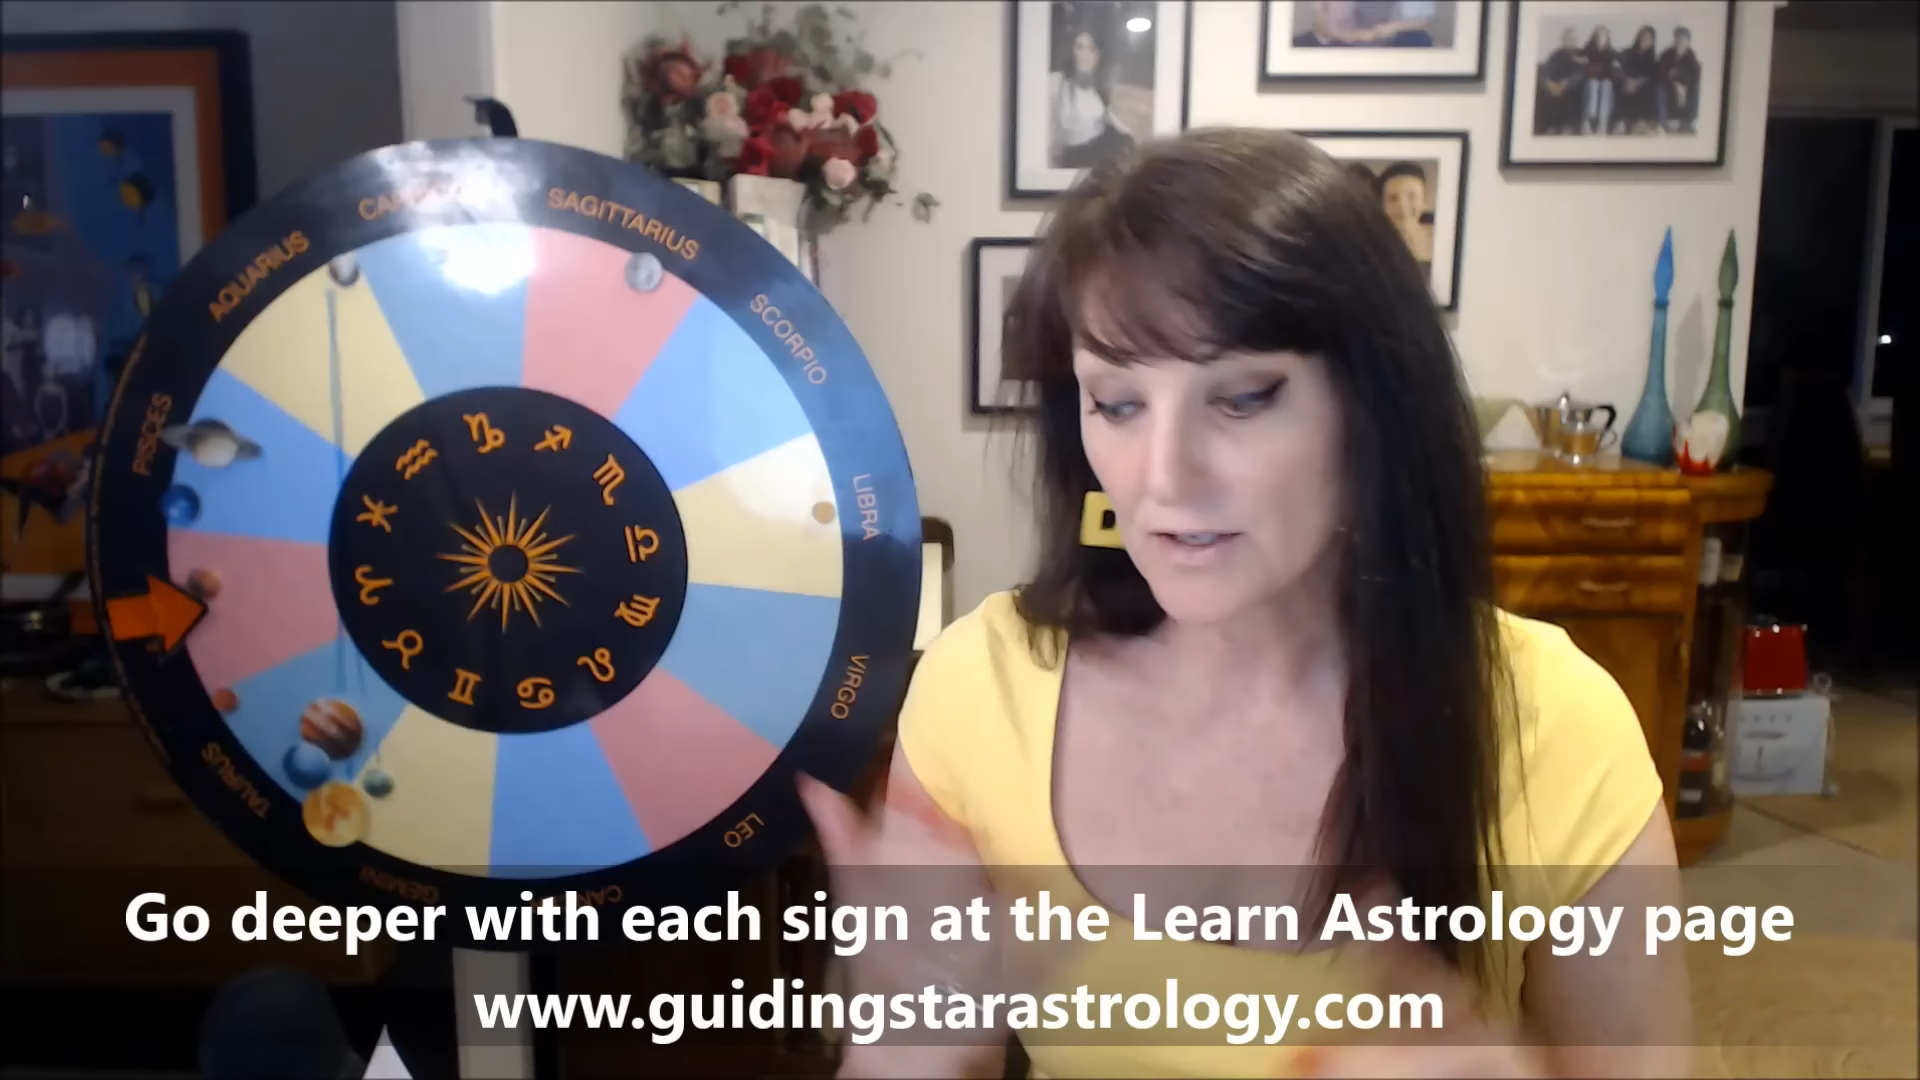 SAGITTARIUS
AQUARIUS
SCORPIO
PISCES
LIBRA
VIRGO
TAURUS
LEO
GEMINI
Go deeper with each sign at the Learn Astrology page
www.guidingstarastrology.com